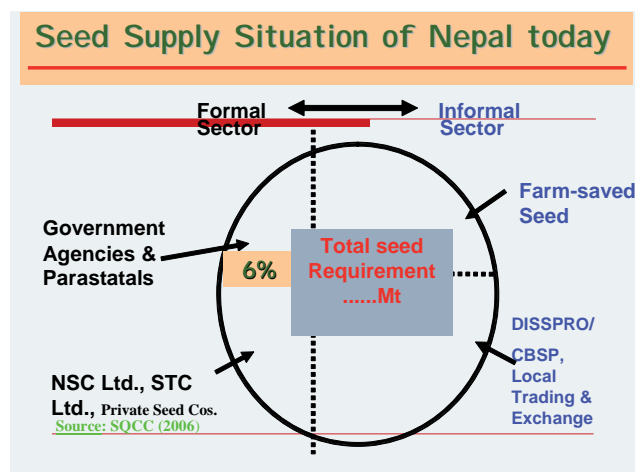 Seed Supply Situation of Nepal today
Formal
Sector
Informal
Sector
Farm-saved
Seed
Government
Agencies &
Parastatals
6%
Total seed
Requirement
......Mt
DISSPRO/
CBSP,
Local
Trading &
Exchange
NSC Ltd., STC
Ltd., Private Seed Cos.
Source: SQCC (2006)